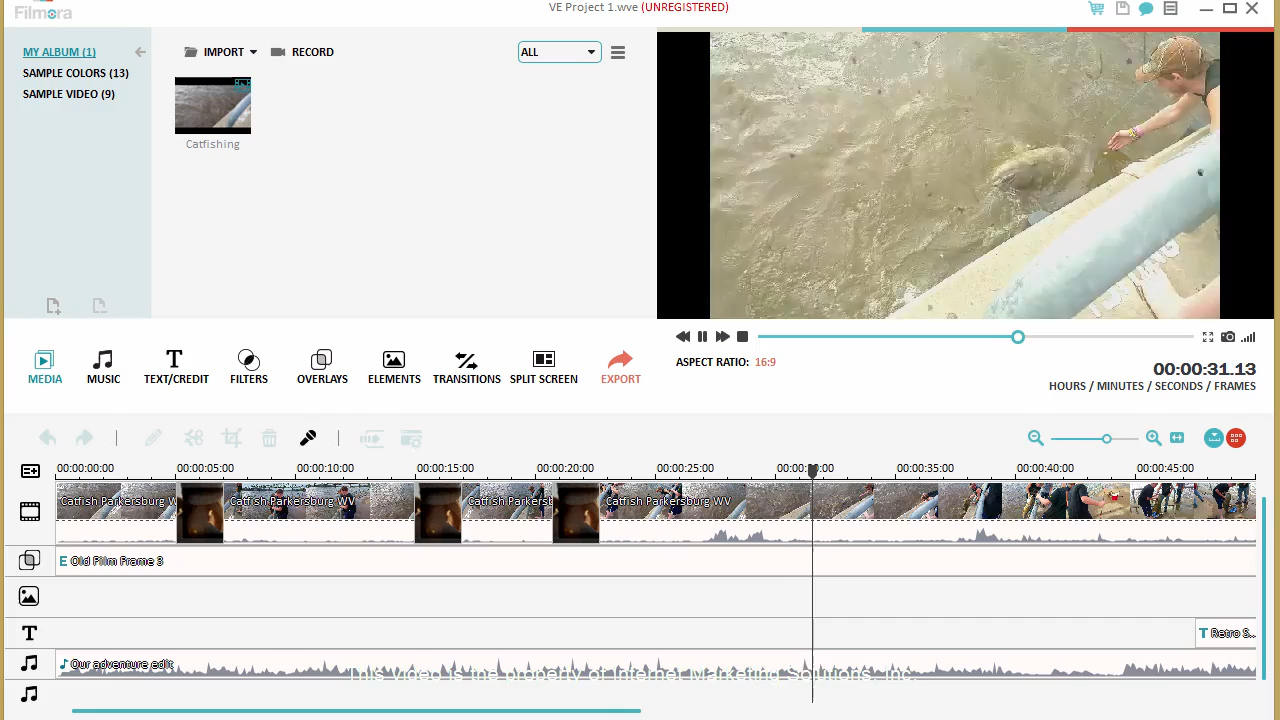 Filmora
VE Project 1.wve (UNREGISTERED)
MY ALBUM (1)
SAMPLE COLORS (13)
SAMPLE VIDEO (9)
IMPORT
RECORD
ALL
Catfishing
MEDIA
MUSIC
TEXT/CREDIT
FILTERS
OVERLAYS
ELEMENTS
TRANSITIONS
SPLIT SCREEN
EXPORT
ASPECT RATIO: 16:9
00:00:31.13
HOURS / MINUTES / SECONDS / FRAMES
00:00:00:00
00:00:05:00
00:00:10:00
00:00:15:00
00:00:20:00
00:00:25:00
00:00:35:00
00:00:40:00
00:00:45:00
Catfish Parkersburg W
Catfish Parkersburg WV
Catfish Parkersb
Catfish Parkersburg WV
E Old Film Frame 3
T Retro S..
Our adventure edit
This Video is the property of Internet Marketing Solutions, Inc.